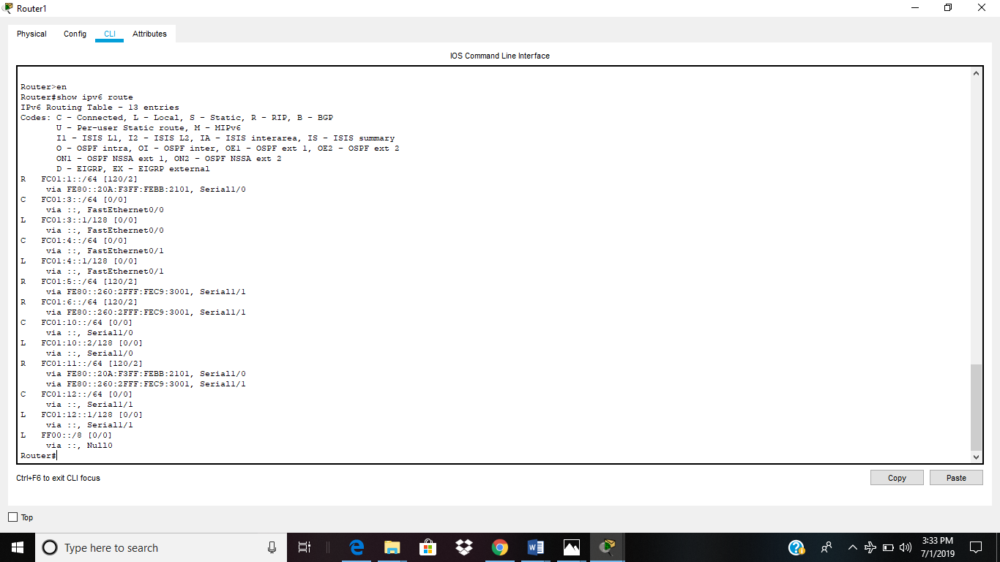 Router1
Physical Config CLI Attributes
IOS Command Line Interface
Router>en
Router#show ipv6 route
IPv6 Routing Table - 13 entries
Codes: C - Connected, L - Local, S - Static, R - RIP, B - BGP
U - Per-user Static route, M - MIPv6
I1 - ISIS L1, I2 - ISIS L2, IA - ISIS interarea, IS - ISIS summary
O - OSPF intra, OI - OSPF inter, OE1 - OSPF ext 1, OE2 - OSPF ext 2
ON1 - OSPF NSSA ext 1, ON2 - OSPF NSSA ext 2
D - EIGRP, EX - EIGRP external
R FC01:1::/64 [120/2]
via FE80::20A:F3FF:FEBB:2101, Serial1/0
C FC01:3::/64 [0/0]
via ::, FastEthernet0/0
L FC01:3::1/128 [0/0]
via ::, FastEthernet0/0
C FC01:4::/64 [0/0]
via ::, FastEthernet0/1
L FC01:4::1/128 [0/0]
via ::, FastEthernet0/1
R FC01:5::/64 [120/2]
via FE80::260:2FFF:FEC9:3001, Serial1/1
R FC01:6::/64 [120/2]
via FE80::260:2FFF:FEC9:3001, Serial1/1
C FC01:10::/64 [0/0]
via ::, Serial1/0
L FC01:10::2/128 [0/0]
via ::, Serial1/0
R FC01:11::/64 [120/2]
via FE80::20A:F3FF:FEBB:2101, Serial1/0
via FE80::260:2FFF:FEC9:3001, Serial1/1
C FC01:12::/64 [0/0]
via ::, Serial1/1
L FC01:12::1/128 [0/0]
via ::, Serial1/1
L FF00::/8 [0/0]
via ::, Null0
Router#
Ctrl+F6 to exit CLI focus
Copy Paste
Top
Type here to search
3:33 PM
7/1/2019